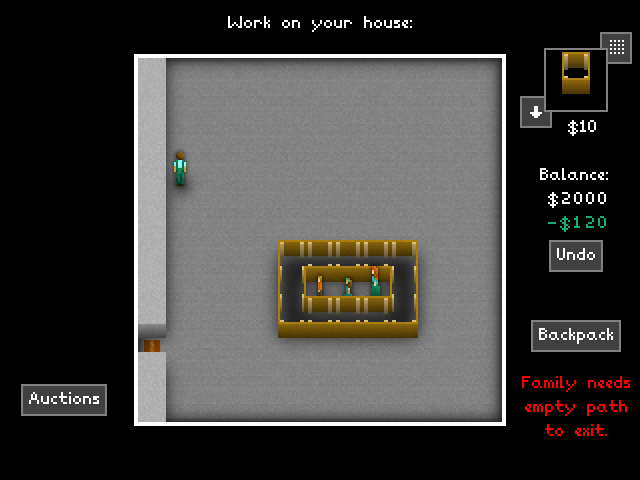 Work on your house:
$10
Balance:
$2000
-$120
Undo
Backpack
Auctions
Family needs
empty path
to exit.